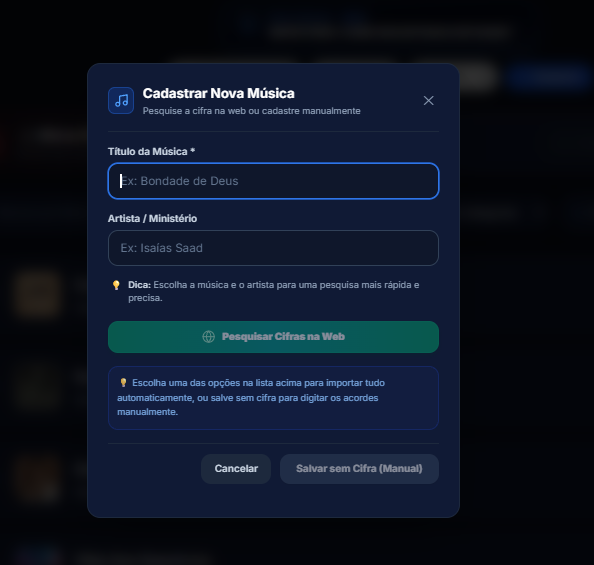 Cadastrar Nova Música
Pesquise a cifra na web ou cadastre manualmente
Título da Música *
Ex: Bondade de Deus
Artista / Ministério
Ex: Isaías Saad
Dica: Escolha a música e o artista para uma pesquisa mais rápida e
precisa.
Pesquisar Cifras na Web
Escolha uma das opções na lista acima para importar tudo
automaticamente, ou salve sem cifra para digitar os acordes
manualmente.
Cancelar
Salvar sem Cifra (Manual)